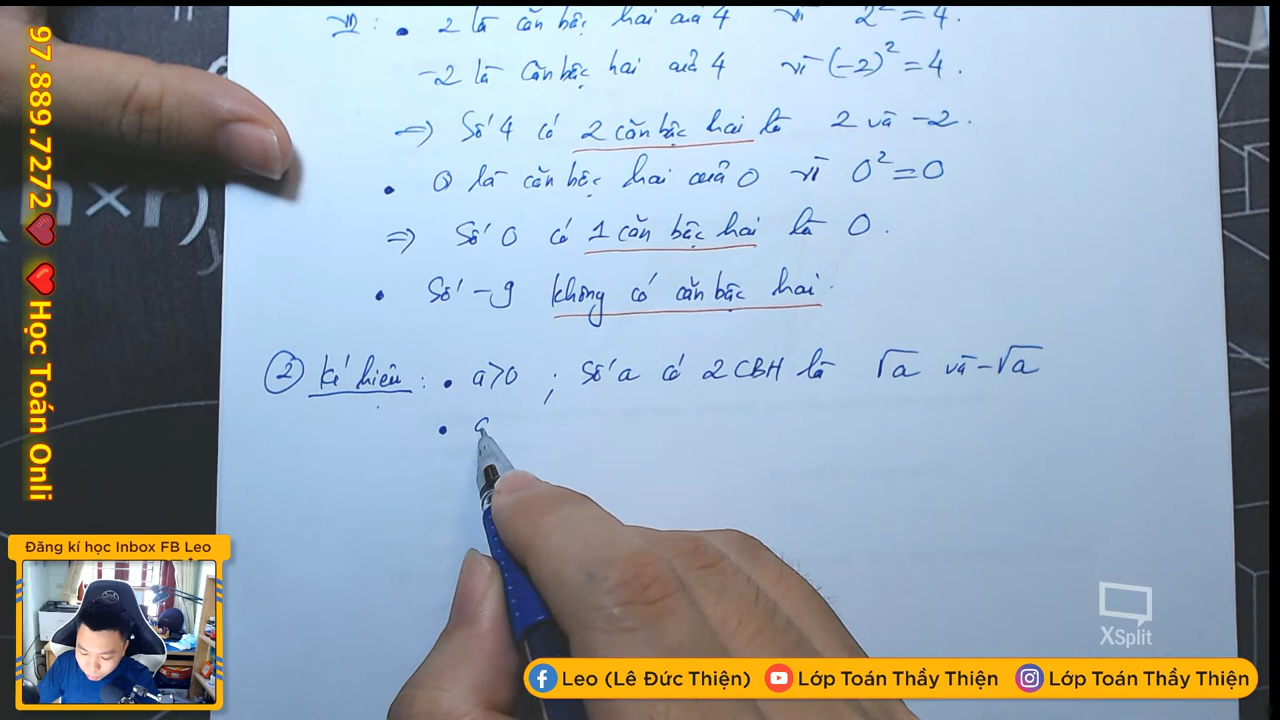 VD: • 2 là căn bậc hai của 4 vì 2² = 4.
-2 là căn bậc hai của 4 vì (-2)² = 4.
=> Số 4 có 2 căn bậc hai là 2 và -2.
• 0 là căn bậc hai của 0 vì 0² = 0
=> Số 0 có 1 căn bậc hai là 0.
• Số -9 không có căn bậc hai.
② Kí hiệu: • a>0 ; Số a có 2 CBH là √a và -√a
•
97.889.7272 ❤ ❤ Học Toán Onli
n×r)
Đăng kí học Inbox FB Leo
XSplit
Leo (Lê Đức Thiện) Lớp Toán Thầy Thiện Lớp Toán Thầy Thiện